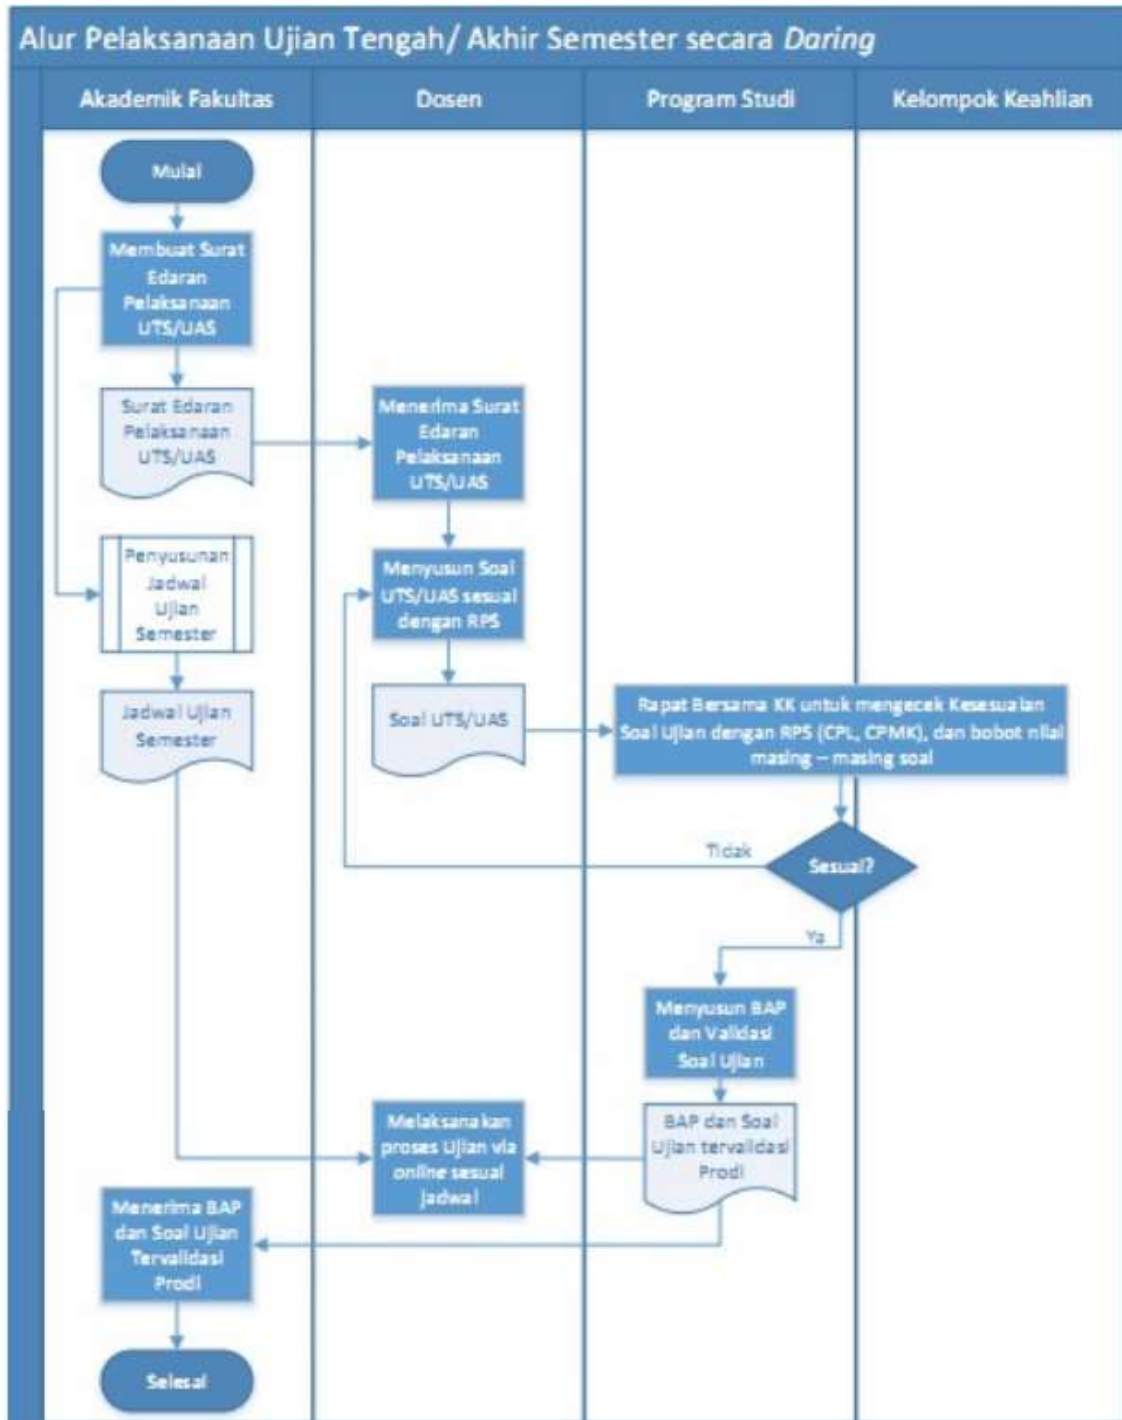 Alur Pelaksanaan Ujian Tengah/ Akhir Semester secara Daring
Akademik Fakultas
Dosen
Program Studi
Kelompok Keahlian
Mulai
Membuat Surat
Edaran
Pelaksanaan
UTS/UAS
Surat Edaran
Pelaksanaan
UTS/UAS
Menerima Surat
Edaran
Pelaksanaan
UTS/UAS
Penyusunan
Jadwal
Ujian
Semester
Menyusun Soal
UTS/UAS sesuai
dengan RPS
Jadwal Ujian
Semester
Soal UTS/UAS
Rapat Bersama KK untuk mengecek Kesesuaian
Soal Ujian dengan RPS (CPL, CPMK), dan bobot nilai
masing – masing soal
Tidak
Sesuai?
Ya
Menyusun BAP
dan Validasi
Soal Ujian
Melaksanakan
proses Ujian via
online sesuai
jadwal
BAP dan Soal
Ujian tervalidasi
Prodi
Menerima BAP
dan Soal Ujian
Tervalidasi
Prodi
Selesai